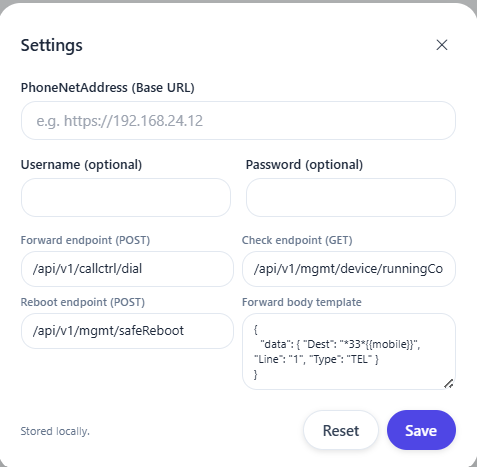 Settings
PhoneNetAddress (Base URL)
e.g. https://192.168.24.12
Username (optional) Password (optional)
Forward endpoint (POST) Check endpoint (GET)
/api/v1/callctrl/dial /api/v1/mgmt/device/runningCo
Reboot endpoint (POST) Forward body template
/api/v1/mgmt/safeReboot
{
"data": { "Dest": "*33*{{mobile}}",
"Line": "1", "Type": "TEL" }
}
Stored locally. Reset Save